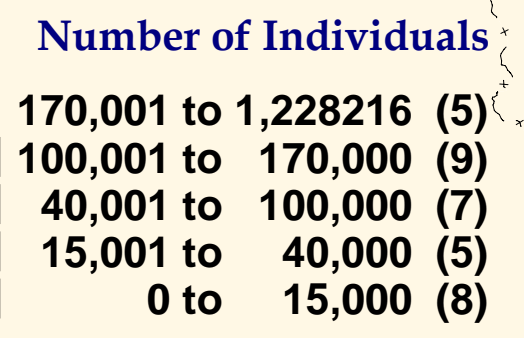 Number of Individuals
170,001 to 1,228216 (5)
100,001 to 170,000 (9)
40,001 to 100,000 (7)
15,001 to 40,000 (5)
0 to 15,000 (8)